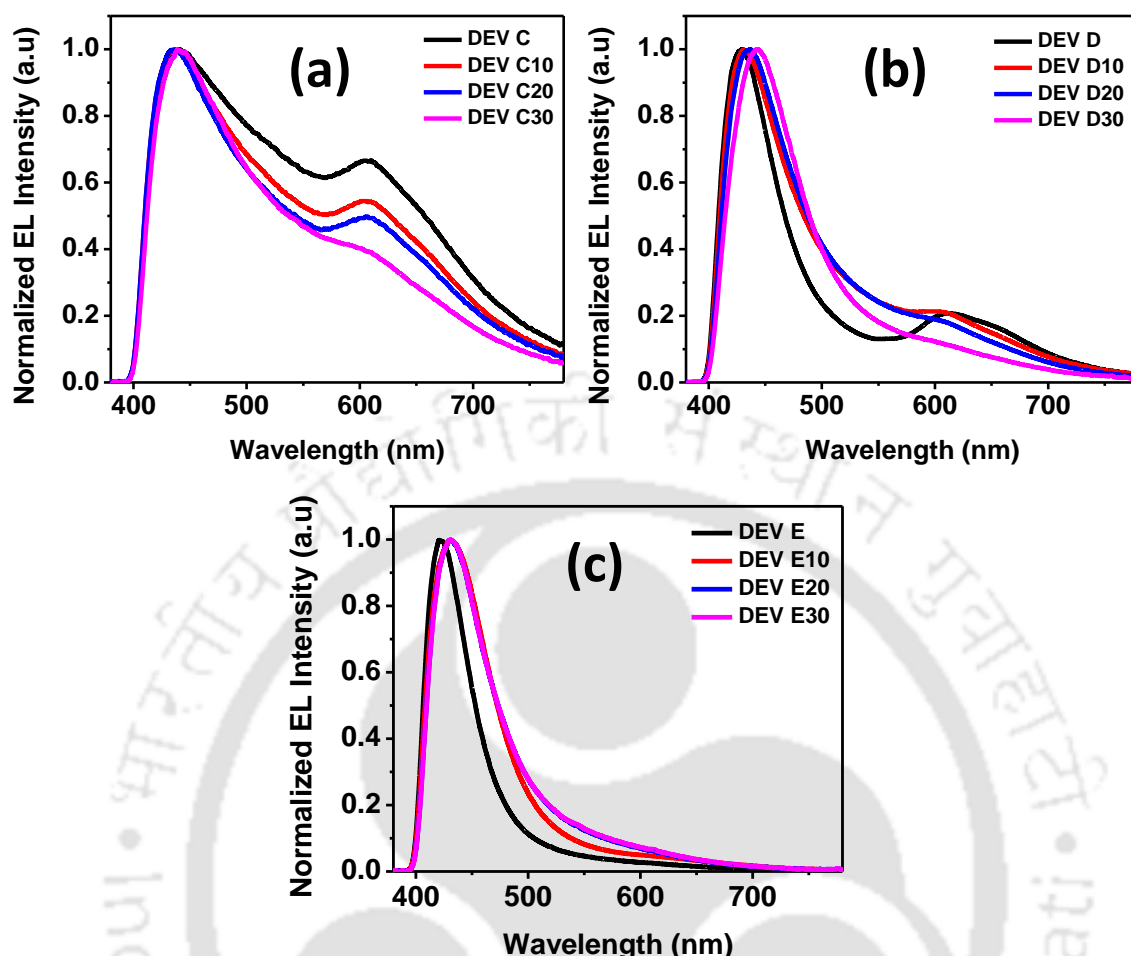 (a)
DEV C
DEV C10
DEV C20
DEV C30
Normalized EL Intensity (a.u)
1.0
0.8
0.6
0.4
0.2
0.0
400 500 600 700
Wavelength (nm)
(b)
DEV D
DEV D10
DEV D20
DEV D30
Normalized EL Intensity (a.u)
1.0
0.8
0.6
0.4
0.2
0.0
400 500 600 700
Wavelength (nm)
(c)
DEV E
DEV E10
DEV E20
DEV E30
Normalized EL Intensity (a.u)
1.0
0.8
0.6
0.4
0.2
0.0
400 500 600 700
Wavelength (nm)
भारतीय प्रौद्योगिकी संस्थान गुवाहाटी